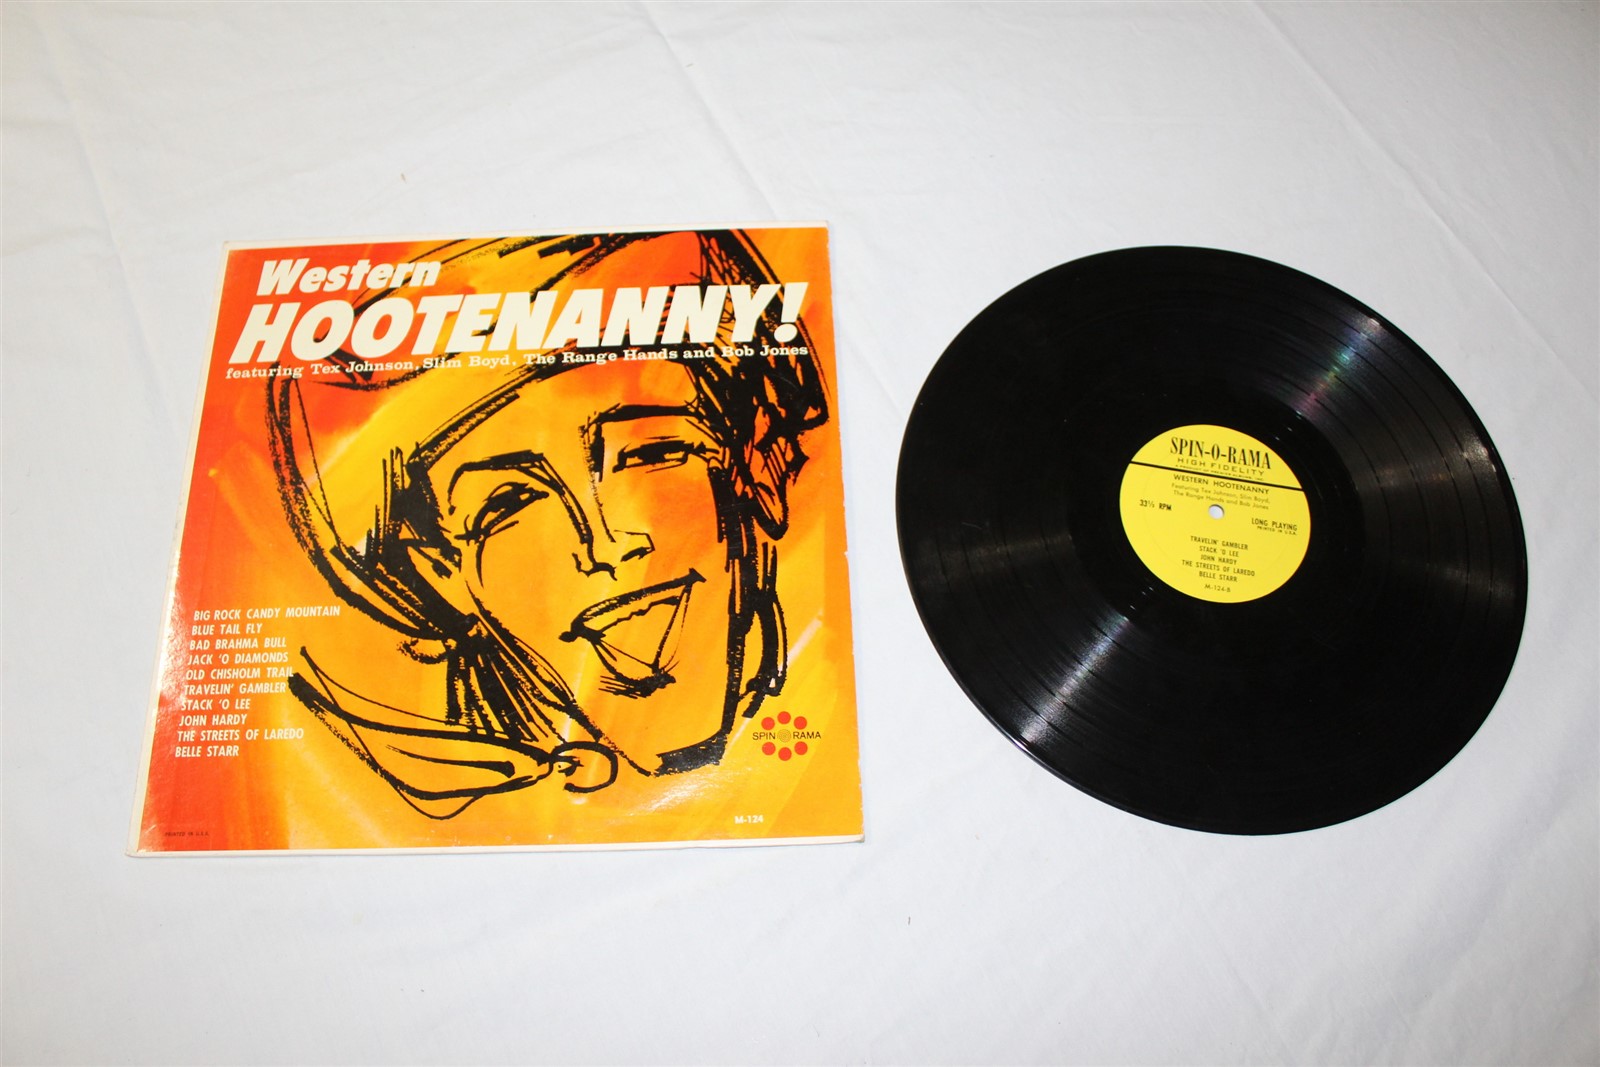 Western
HOOTENANNY!
featuring Tex Johnson, Slim Boyd, The Range Hands and Bob Jones
BIG ROCK CANDY MOUNTAIN
BLUE TAIL FLY
BAD BRAHMA BULL
JACK 'O DIAMONDS
OLD CHISHOLM TRAIL
TRAVELIN' GAMBLER
STACK 'O LEE
JOHN HARDY
THE STREETS OF LAREDO
BELLE STARR
SPIN O RAMA
M-124
PRINTED IN U.S.A.
SPIN-O-RAMA
HIGH FIDELITY
WESTERN HOOTENANNY
Featuring Tex Johnson, Slim Boyd,
The Range Hands and Bob Jones
33⅓ RPM
LONG PLAYING
PRINTED IN U.S.A.
TRAVELIN' GAMBLER
STACK 'O LEE
JOHN HARDY
THE STREETS OF LAREDO
BELLE STARR
M-124-B